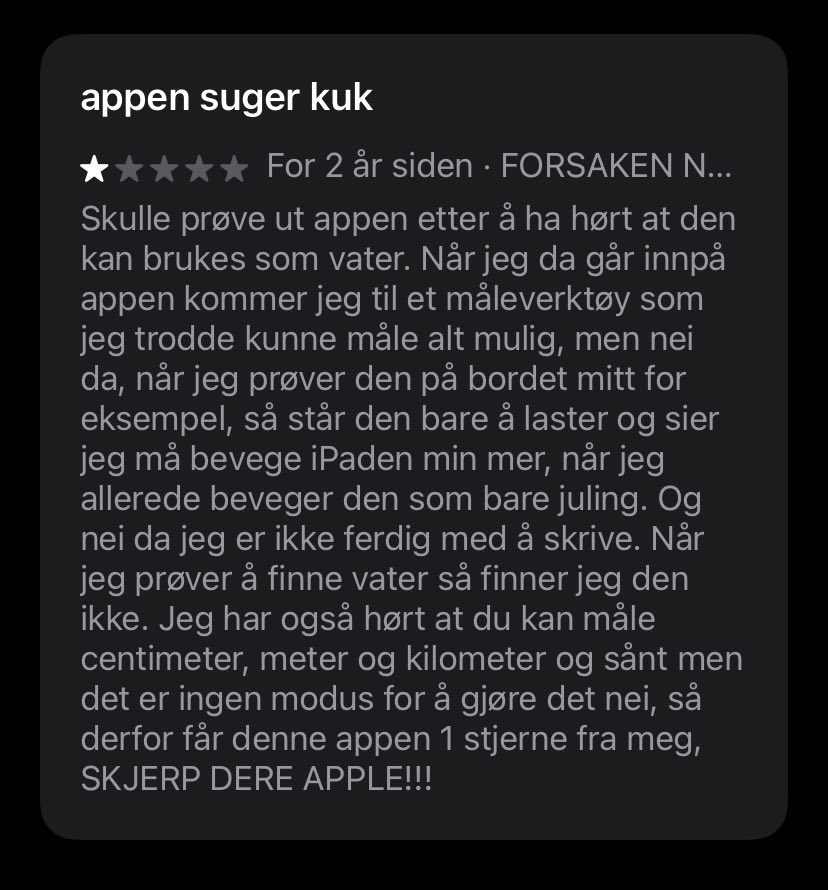 appen suger kuk
For 2 år siden · FORSAKEN N...
Skulle prøve ut appen etter å ha hørt at den
kan brukes som vater. Når jeg da går innpå
appen kommer jeg til et måleverktøy som
jeg trodde kunne måle alt mulig, men nei
da, når jeg prøver den på bordet mitt for
eksempel, så står den bare å laster og sier
jeg må bevege iPaden min mer, når jeg
allerede beveger den som bare juling. Og
nei da jeg er ikke ferdig med å skrive. Når
jeg prøver å finne vater så finner jeg den
ikke. Jeg har også hørt at du kan måle
centimeter, meter og kilometer og sånt men
det er ingen modus for å gjøre det nei, så
derfor får denne appen 1 stjerne fra meg,
SKJERP DERE APPLE!!!